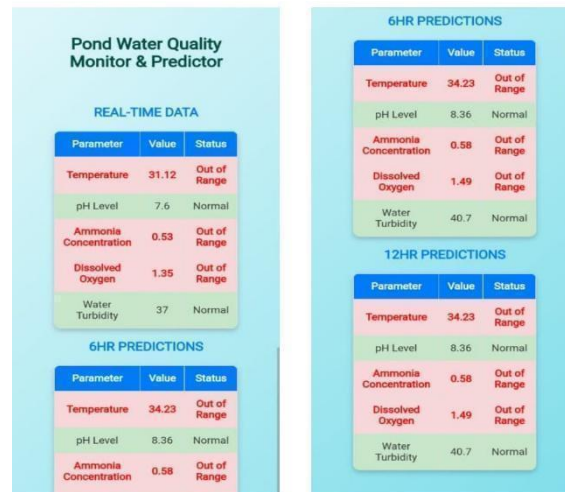 Pond Water Quality
Monitor & Predictor
REAL-TIME DATA
Parameter Value Status
Temperature 31.12 Out of Range
pH Level 7.6 Normal
Ammonia Concentration 0.53 Out of Range
Dissolved Oxygen 1.35 Out of Range
Water Turbidity 37 Normal
6HR PREDICTIONS
Parameter Value Status
Temperature 34.23 Out of Range
pH Level 8.36 Normal
Ammonia 0.58 Out of
6HR PREDICTIONS
Parameter Value Status
Temperature 34.23 Out of Range
pH Level 8.36 Normal
Ammonia Concentration 0.58 Out of Range
Dissolved Oxygen 1.49 Out of Range
Water Turbidity 40.7 Normal
12HR PREDICTIONS
Parameter Value Status
Temperature 34.23 Out of Range
pH Level 8.36 Normal
Ammonia Concentration 0.58 Out of Range
Dissolved Oxygen 1.49 Out of Range
Water Turbidity 40.7 Normal